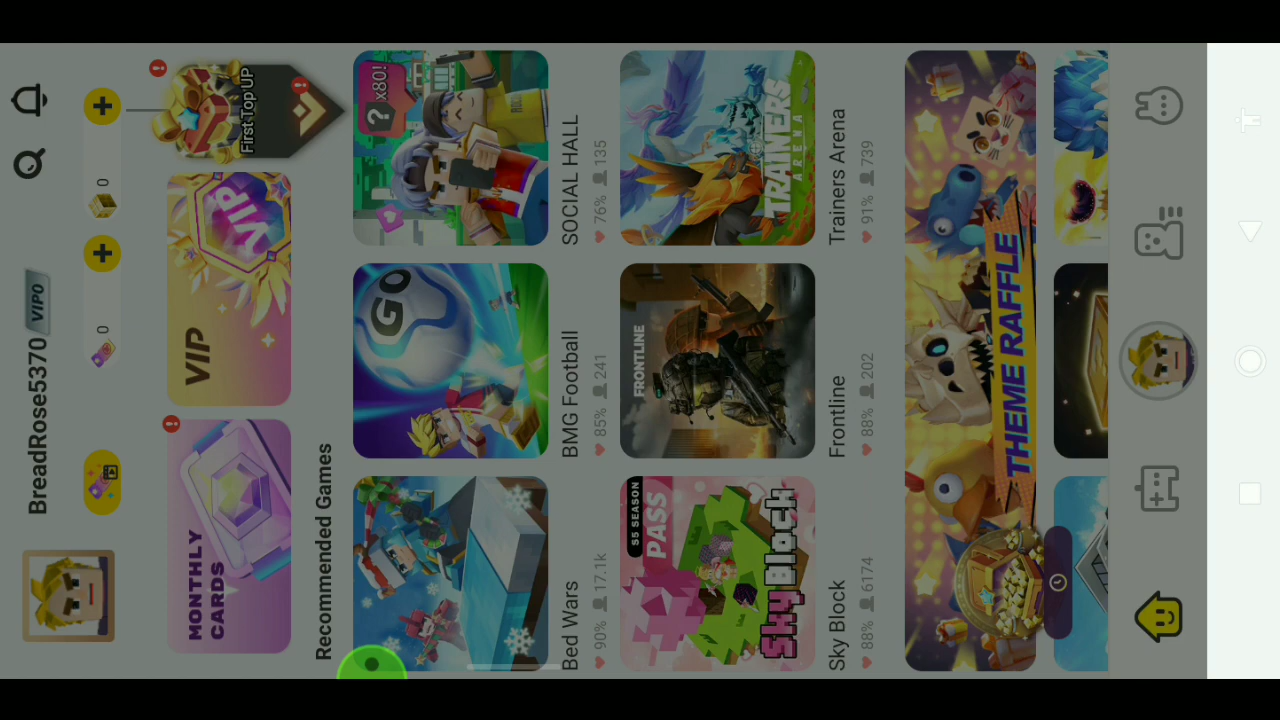 BreadRose5370 VIP0
0
0
MONTHLY
CARDS
VIP
VIP
First Top UP
Recommended Games
GO
? x80!
Bed Wars
90% 17.1k
BMG Football
85% 241
SOCIAL HALL
76% 135
S5 SEASON
PASS
Sky Block
FRONTLINE
TRAINERS
ARENA
Sky Block
88% 6174
Frontline
88% 202
Trainers Arena
91% 739
THEME RAFFLE